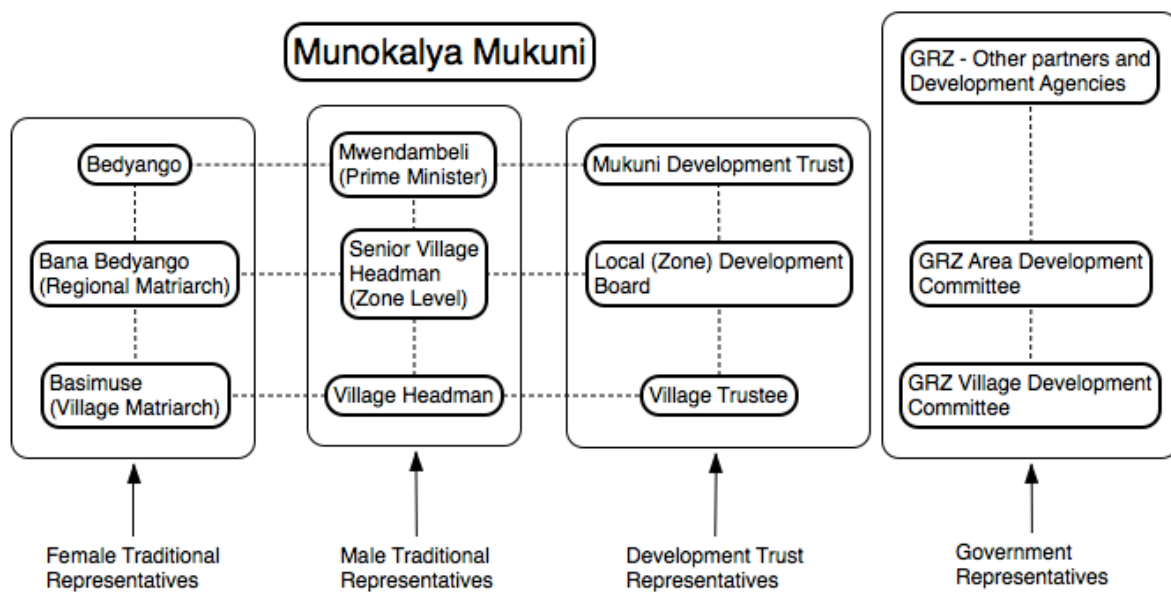 Munokalya Mukuni
Bedyango
Bana Bedyango
(Regional Matriarch)
Basimuse
(Village Matriarch)
Female Traditional
Representatives
Mwendambeli
(Prime Minister)
Senior Village
Headman
(Zone Level)
Village Headman
Male Traditional
Representatives
Mukuni Development Trust
Local (Zone) Development
Board
Village Trustee
Development Trust
Representatives
GRZ - Other partners and
Development Agencies
GRZ Area Development
Committee
GRZ Village Development
Committee
Government
Representatives